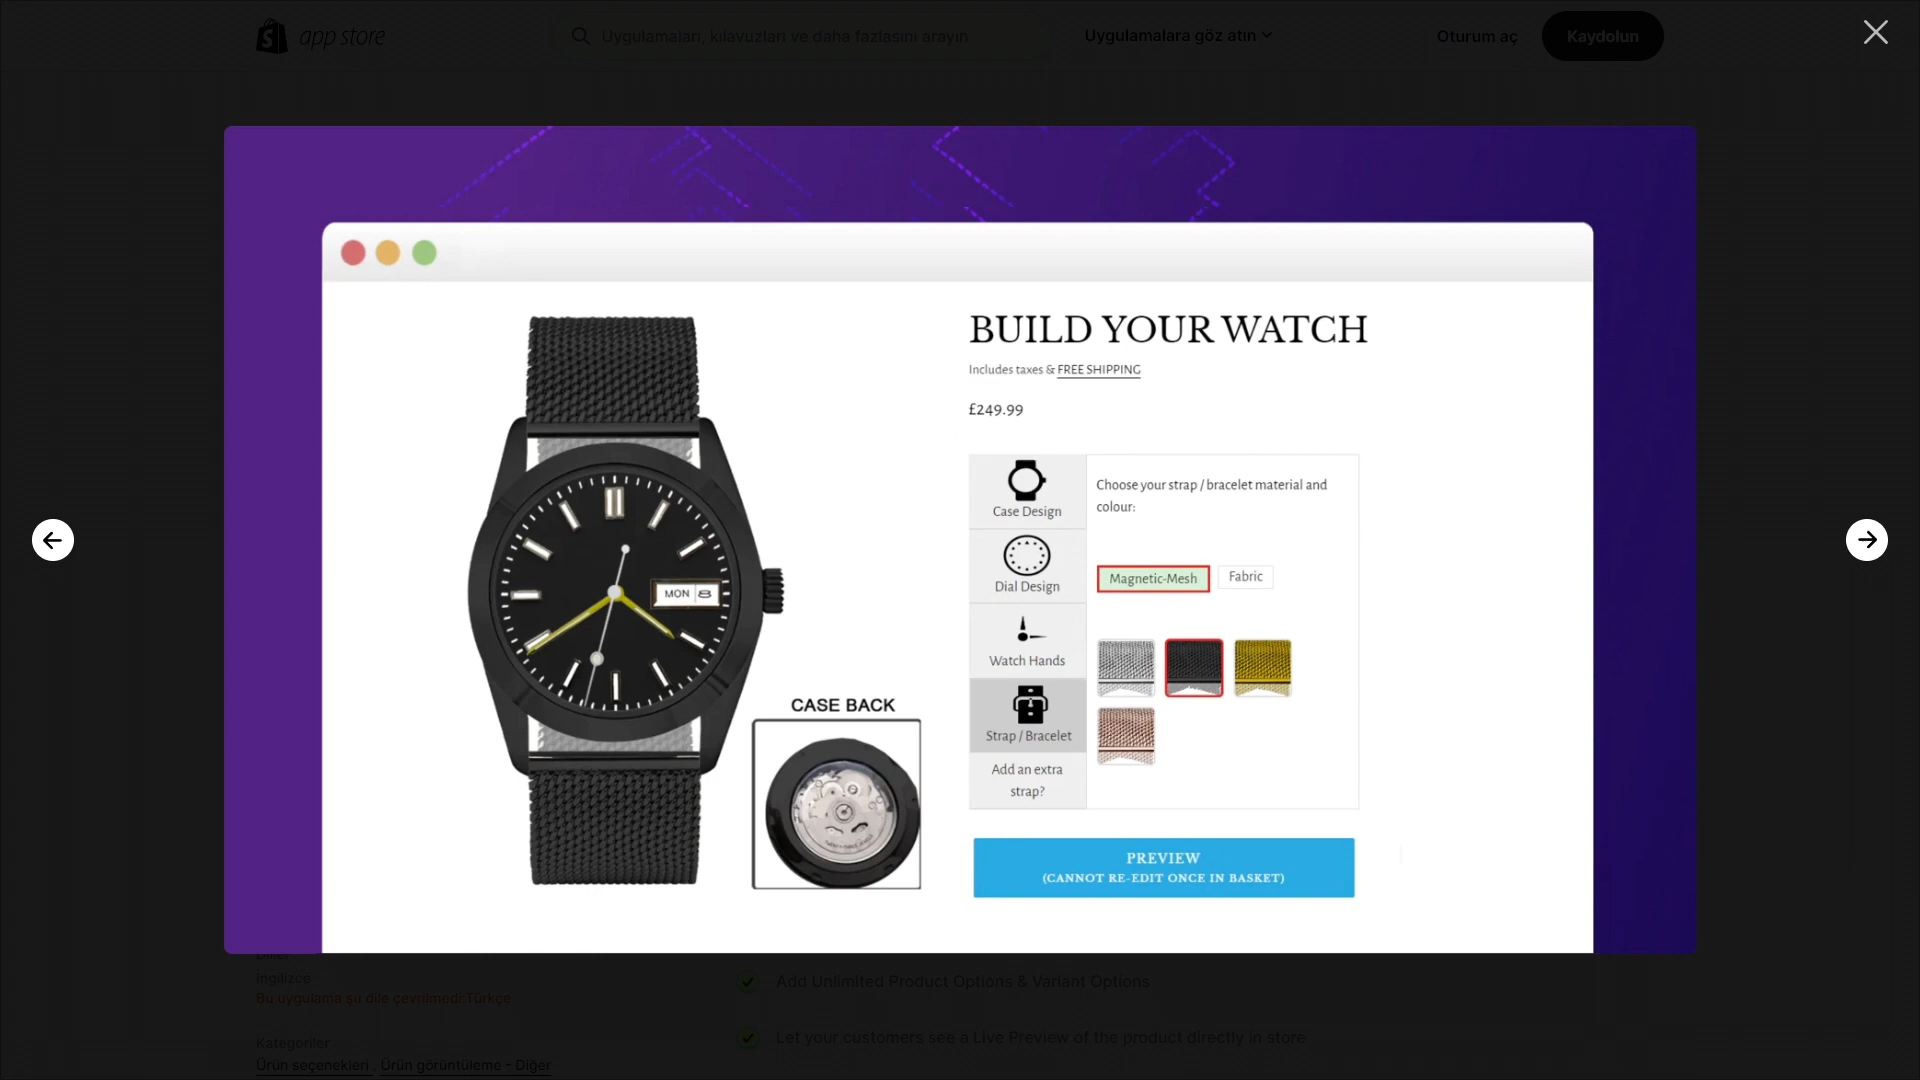 app store
Uygulamaları, kılavuzları ve daha fazlasını arayın
Uygulamalara göz atın
Oturum aç
Kaydolun
BUILD YOUR WATCH
Includes taxes & FREE SHIPPING
£249.99
Case Design
Dial Design
Watch Hands
Strap / Bracelet
Add an extra
strap?
Choose your strap / bracelet material and
colour:
Magnetic-Mesh
Fabric
MON 8
CASE BACK
PREVIEW
(CANNOT RE-EDIT ONCE IN BASKET)
İngilizce
Bu uygulama şu dile çevrilmedi:Türkçe
Kategoriler
Ürün seçenekleri , Ürün görüntüleme - Diğer
Add Unlimited Product Options & Variant Options
Let your customers see a Live Preview of the product directly in store